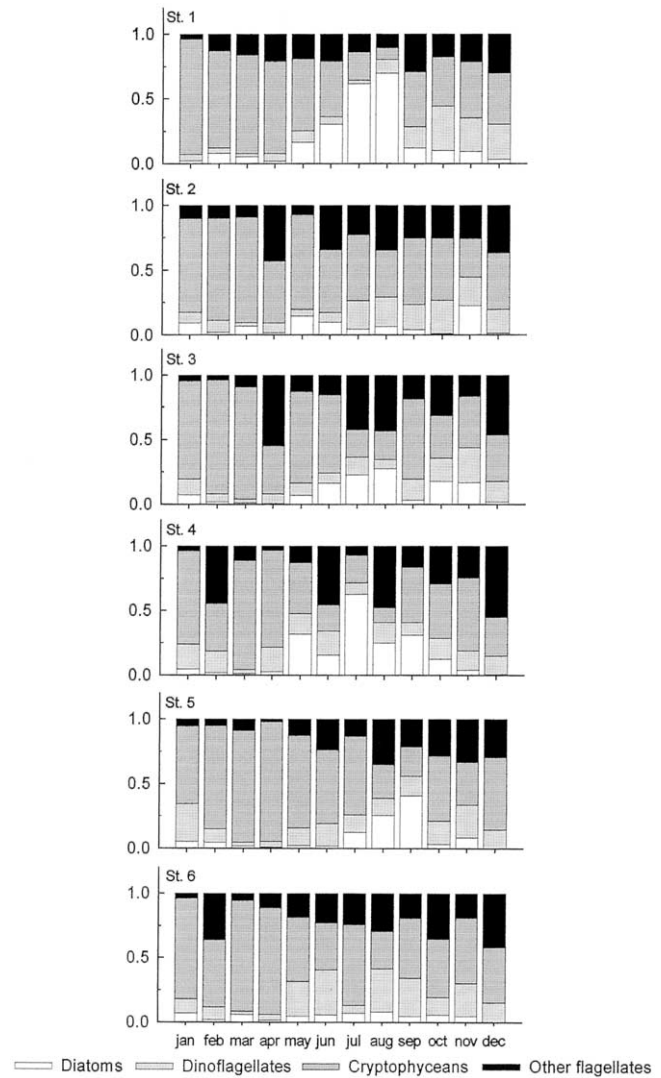 St. 1
1.0
0.5
0.0
St. 2
1.0
0.5
0.0
St. 3
1.0
0.5
0.0
St. 4
1.0
0.5
0.0
St. 5
1.0
0.5
0.0
St. 6
1.0
0.5
0.0
jan feb mar apr may jun jul aug sep oct nov dec
Diatoms Dinoflagellates Cryptophyceans Other flagellates